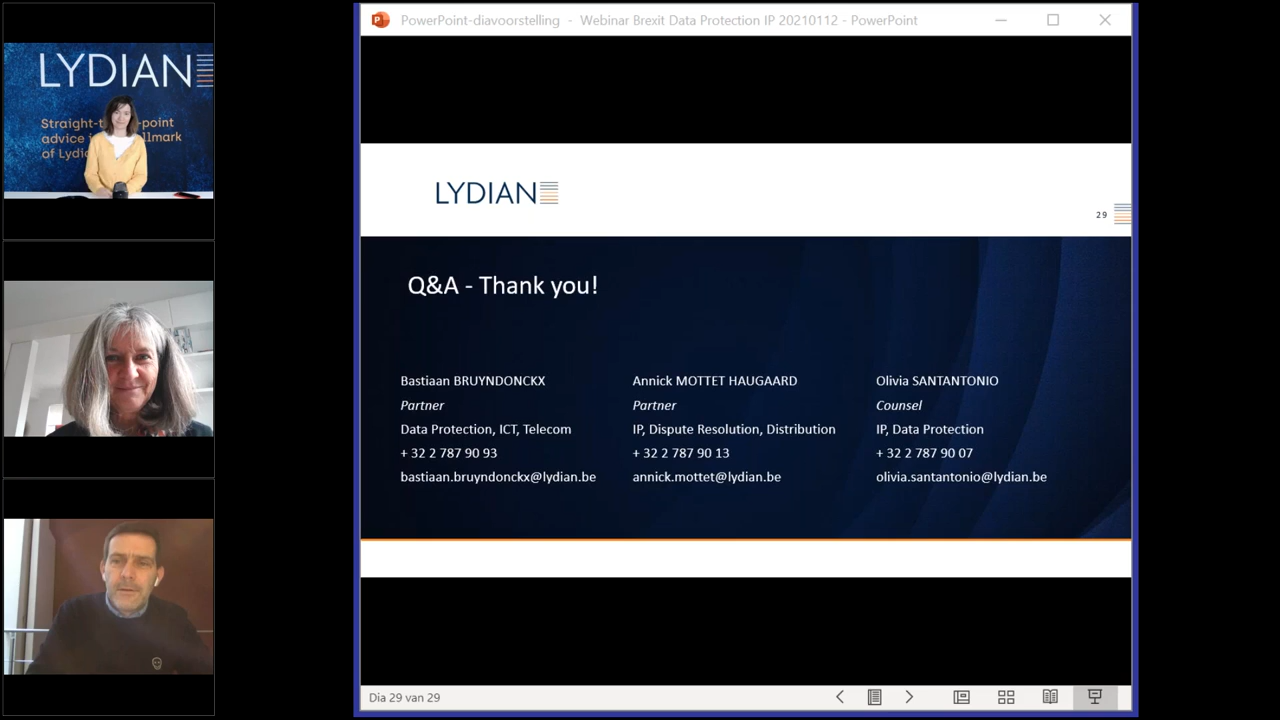 LYDIAN
Straight-t -point
advice i llmark
of Lydi
PowerPoint-diavoorstelling - Webinar Brexit Data Protection IP 20210112 - PowerPoint
LYDIAN
29
Q&A - Thank you!
Bastiaan BRUYNDONCKX
Partner
Data Protection, ICT, Telecom
+ 32 2 787 90 93
bastiaan.bruyndonckx@lydian.be
Annick MOTTET HAUGAARD
Partner
IP, Dispute Resolution, Distribution
+ 32 2 787 90 13
annick.mottet@lydian.be
Olivia SANTANTONIO
Counsel
IP, Data Protection
+ 32 2 787 90 07
olivia.santantonio@lydian.be
Dia 29 van 29